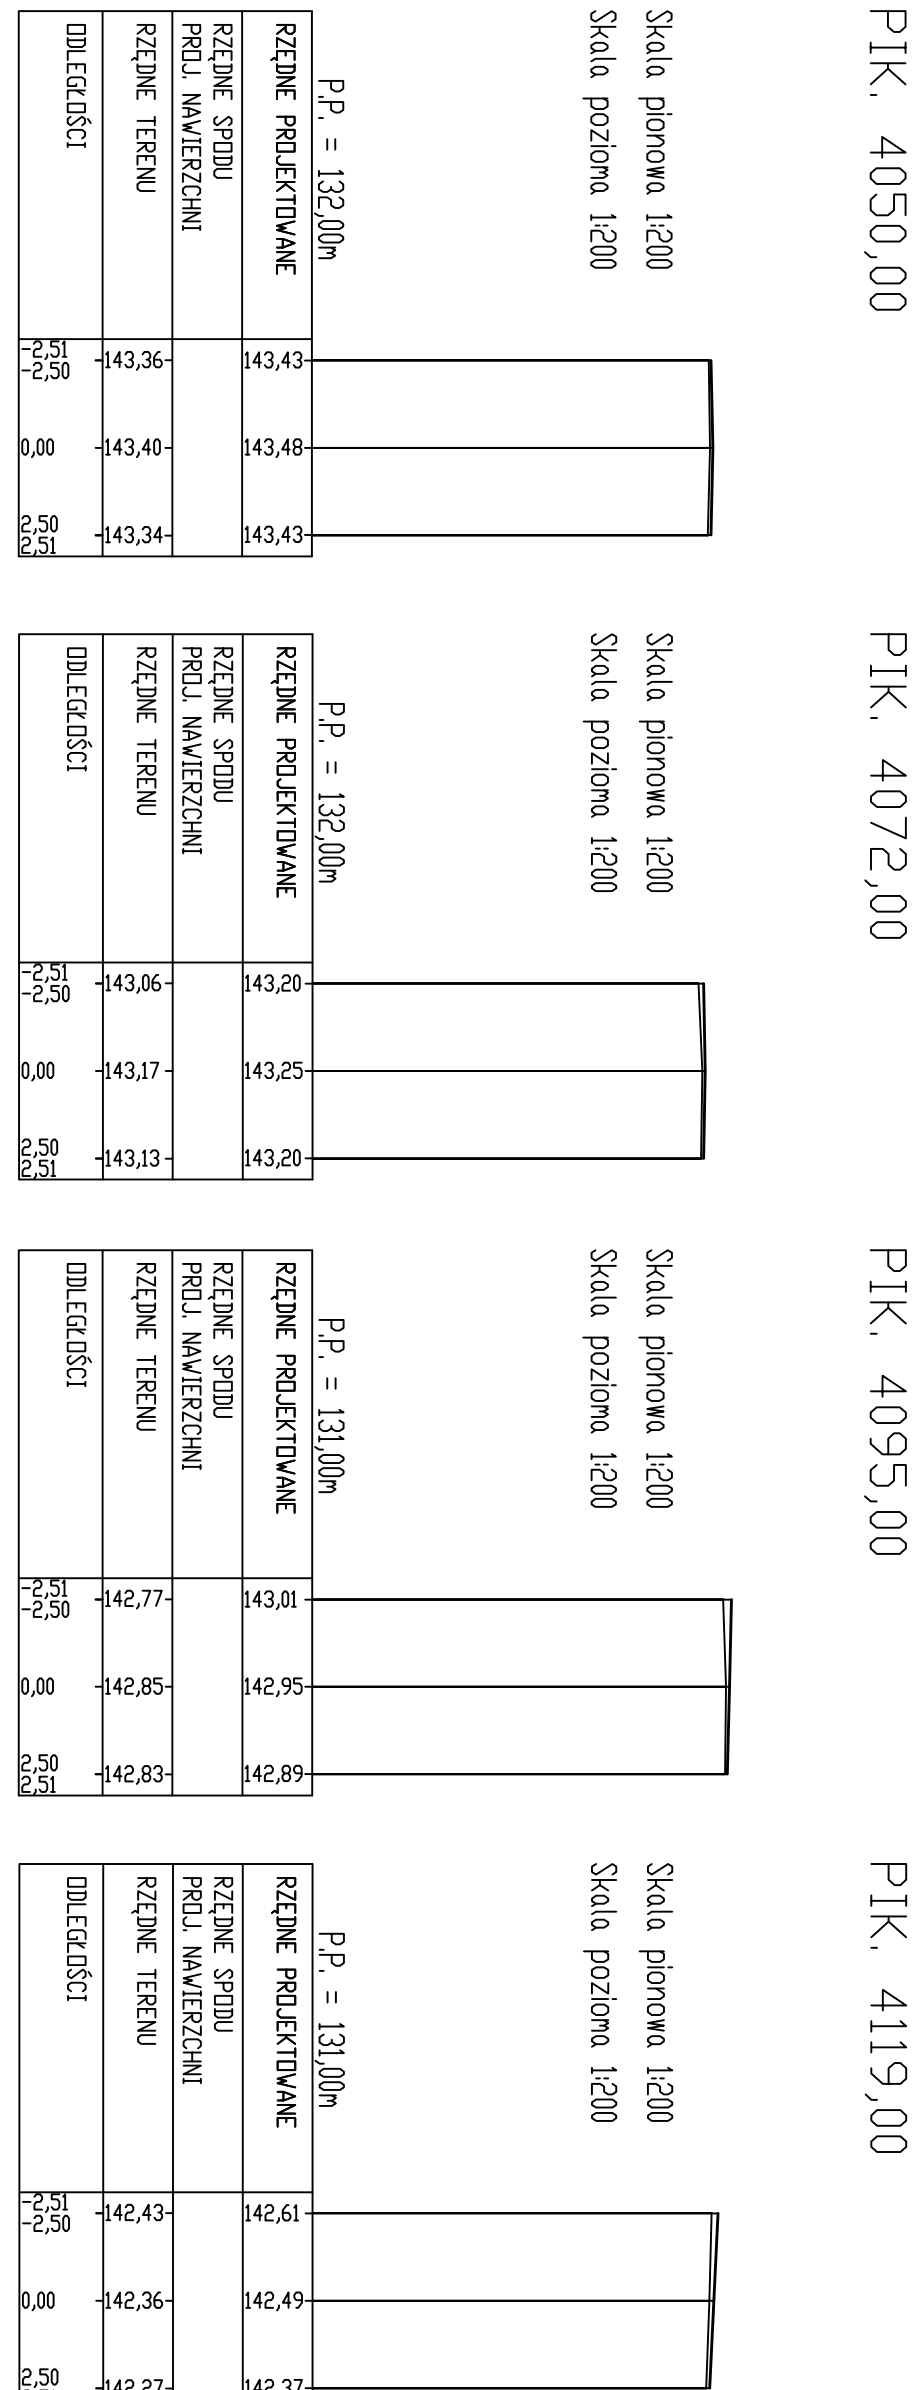 PIK. 4050,00
Skala pionowa 1:200
Skala pozioma 1:200
P.P. = 132,00m
RZĘDNE PROJEKTOWANE 143,43 143,48 143,43
RZĘDNE SPODU
PROJ. NAWIERZCHNI
RZĘDNE TERENU 143,36 143,40 143,34
ODLEGŁOŚCI -2,51 -2,50 0,00 2,50 2,51
PIK. 4072,00
Skala pionowa 1:200
Skala pozioma 1:200
P.P. = 132,00m
RZĘDNE PROJEKTOWANE 143,20 143,25 143,20
RZĘDNE SPODU
PROJ. NAWIERZCHNI
RZĘDNE TERENU 143,06 143,17 143,13
ODLEGŁOŚCI -2,51 -2,50 0,00 2,50 2,51
PIK. 4095,00
Skala pionowa 1:200
Skala pozioma 1:200
P.P. = 131,00m
RZĘDNE PROJEKTOWANE 143,01 142,95 142,89
RZĘDNE SPODU
PROJ. NAWIERZCHNI
RZĘDNE TERENU 142,77 142,85 142,83
ODLEGŁOŚCI -2,51 -2,50 0,00 2,50 2,51
PIK. 4119,00
Skala pionowa 1:200
Skala pozioma 1:200
P.P. = 131,00m
RZĘDNE PROJEKTOWANE 142,61 142,49 142,37
RZĘDNE SPODU
PROJ. NAWIERZCHNI
RZĘDNE TERENU 142,43 142,36 142,27
ODLEGŁOŚCI -2,51 -2,50 0,00 2,50